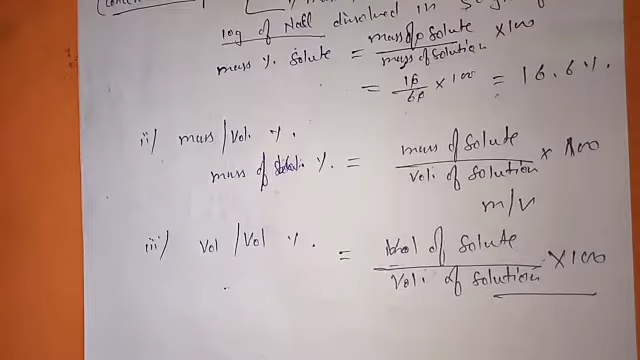 10g of NaCl dissolved in
mass % solute = mass of solute / mass of solution × 100
= 10/60 × 100 = 16.6 %.
ii) mass/Vol. %.
mass of %. = mass of solute / Vol. of solution × 100
m/v
iii) Vol/Vol %. = Vol of solute / Vol. of solution × 100